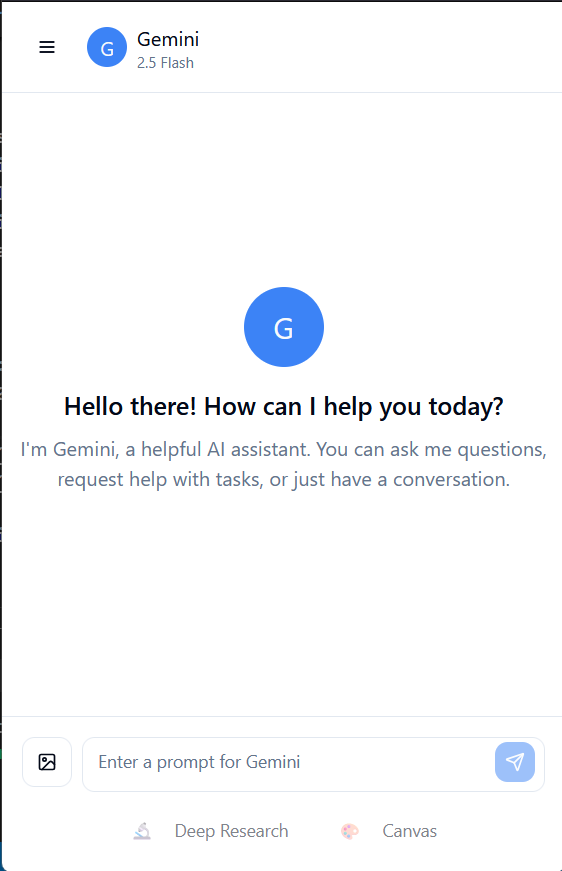 G
Gemini
2.5 Flash
G
Hello there! How can I help you today?
I'm Gemini, a helpful AI assistant. You can ask me questions,
request help with tasks, or just have a conversation.
Enter a prompt for Gemini
Deep Research
Canvas